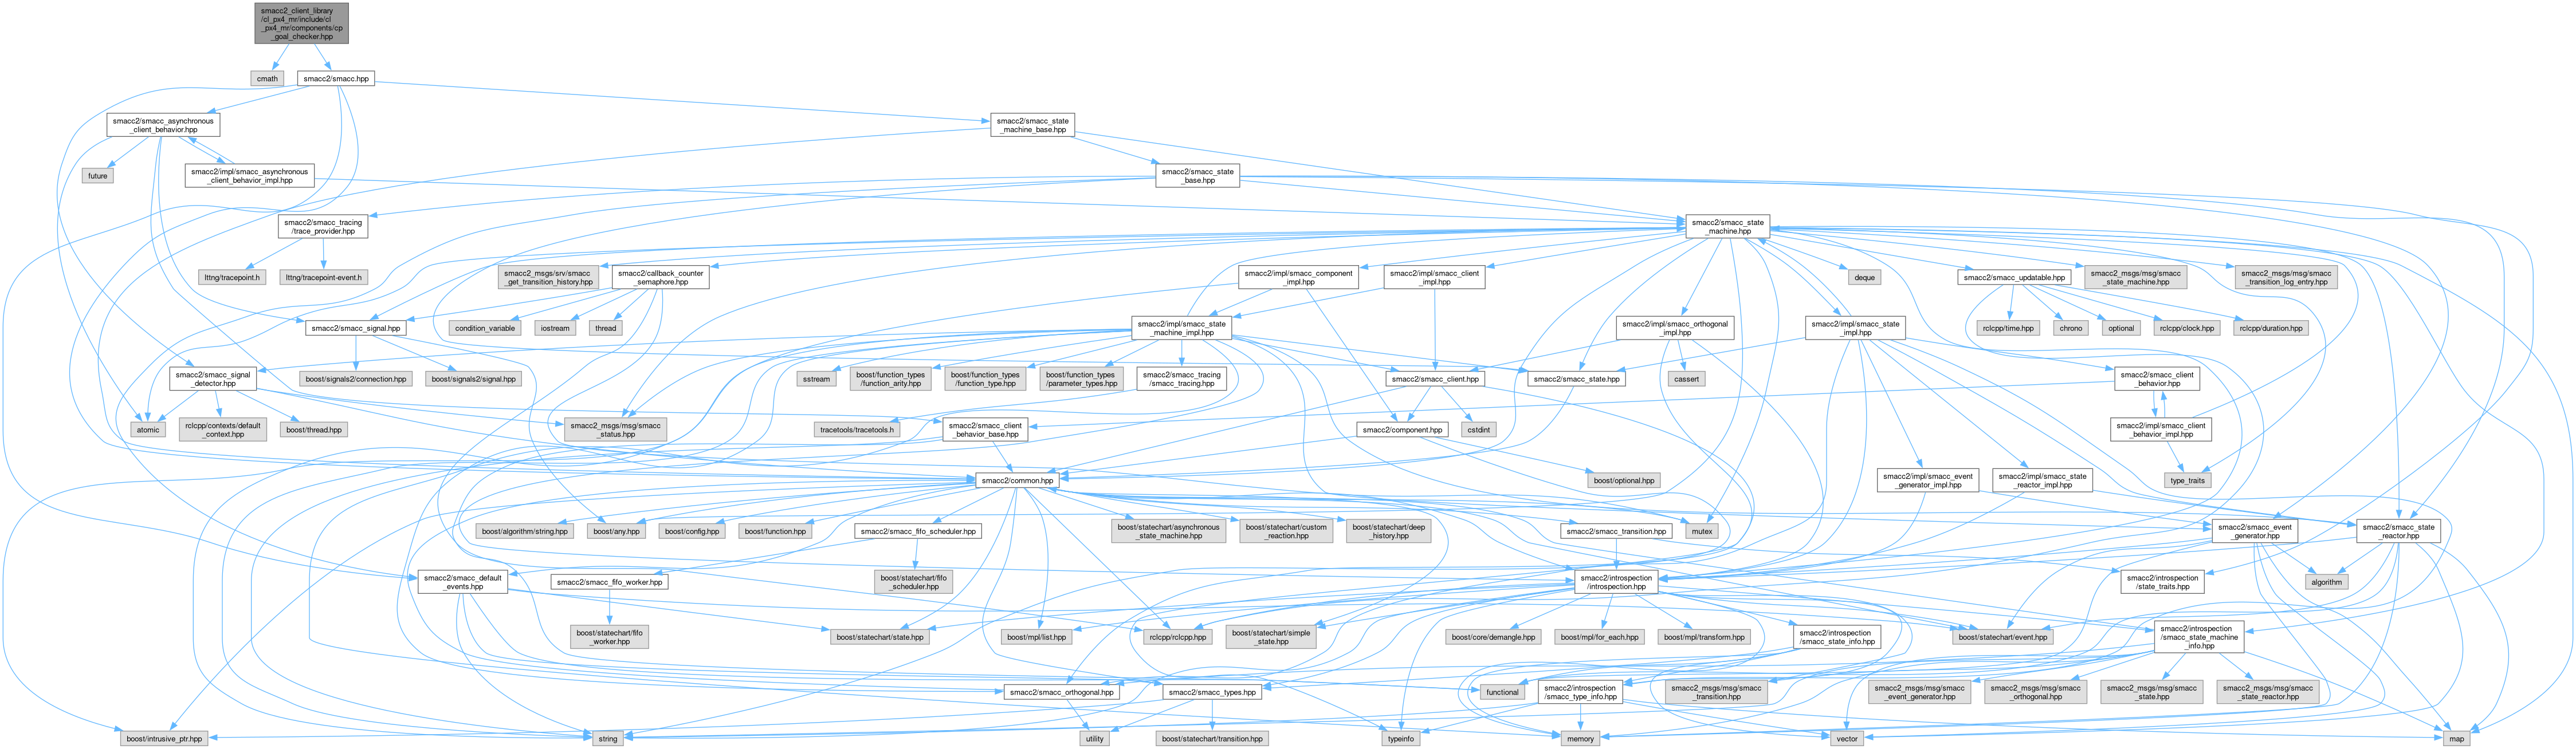 smacc2_client_library
/cl_px4_mr/include/cl
_px4_mr/components/cp
_goal_checker.hpp
cmath
smacc2/smacc.hpp
smacc2/smacc_asynchronous
_client_behavior.hpp
smacc2/smacc_state
_machine_base.hpp
future
smacc2/impl/smacc_asynchronous
_client_behavior_impl.hpp
smacc2/smacc_state
_base.hpp
smacc2/smacc_tracing
/trace_provider.hpp
smacc2/smacc_state
_machine.hpp
lttng/tracepoint.h
lttng/tracepoint-event.h
smacc2_msgs/srv/smacc
_get_transition_history.hpp
smacc2/callback_counter
_semaphore.hpp
smacc2/impl/smacc_component
_impl.hpp
smacc2/impl/smacc_client
_impl.hpp
deque
smacc2/smacc_updatable.hpp
smacc2_msgs/msg/smacc
_state_machine.hpp
smacc2_msgs/msg/smacc
_transition_log_entry.hpp
smacc2/smacc_signal.hpp
condition_variable
iostream
thread
smacc2/impl/smacc_state
_machine_impl.hpp
smacc2/impl/smacc_orthogonal
_impl.hpp
smacc2/impl/smacc_state
_impl.hpp
rclcpp/time.hpp
chrono
optional
rclcpp/clock.hpp
rclcpp/duration.hpp
smacc2/smacc_signal
_detector.hpp
boost/signals2/connection.hpp
boost/signals2/signal.hpp
sstream
boost/function_types
/function_arity.hpp
boost/function_types
/function_type.hpp
boost/function_types
/parameter_types.hpp
smacc2/smacc_tracing
/smacc_tracing.hpp
smacc2/smacc_client.hpp
smacc2/smacc_state.hpp
cassert
smacc2/smacc_client
_behavior.hpp
atomic
rclcpp/contexts/default
_context.hpp
boost/thread.hpp
smacc2_msgs/msg/smacc
_status.hpp
tracetools/tracetools.h
smacc2/smacc_client
_behavior_base.hpp
smacc2/component.hpp
cstdint
smacc2/impl/smacc_client
_behavior_impl.hpp
smacc2/common.hpp
boost/optional.hpp
smacc2/impl/smacc_event
_generator_impl.hpp
smacc2/impl/smacc_state
_reactor_impl.hpp
type_traits
boost/algorithm/string.hpp
boost/any.hpp
boost/config.hpp
boost/function.hpp
smacc2/smacc_fifo_scheduler.hpp
boost/statechart/asynchronous
_state_machine.hpp
boost/statechart/custom
_reaction.hpp
boost/statechart/deep
_history.hpp
smacc2/smacc_transition.hpp
mutex
smacc2/smacc_event
_generator.hpp
smacc2/smacc_state
_reactor.hpp
smacc2/smacc_default
_events.hpp
smacc2/smacc_fifo_worker.hpp
boost/statechart/fifo
_scheduler.hpp
smacc2/introspection
/introspection.hpp
smacc2/introspection
/state_traits.hpp
algorithm
boost/statechart/fifo
_worker.hpp
boost/statechart/state.hpp
boost/mpl/list.hpp
rclcpp/rclcpp.hpp
boost/statechart/simple
_state.hpp
boost/core/demangle.hpp
boost/mpl/for_each.hpp
boost/mpl/transform.hpp
smacc2/introspection
/smacc_state_info.hpp
boost/statechart/event.hpp
smacc2/introspection
/smacc_state_machine
_info.hpp
smacc2/smacc_orthogonal.hpp
smacc2/smacc_types.hpp
functional
smacc2/introspection
/smacc_type_info.hpp
smacc2_msgs/msg/smacc
_transition.hpp
smacc2_msgs/msg/smacc
_event_generator.hpp
smacc2_msgs/msg/smacc
_orthogonal.hpp
smacc2_msgs/msg/smacc
_state.hpp
smacc2_msgs/msg/smacc
_state_reactor.hpp
boost/intrusive_ptr.hpp
string
utility
boost/statechart/transition.hpp
typeinfo
memory
vector
map